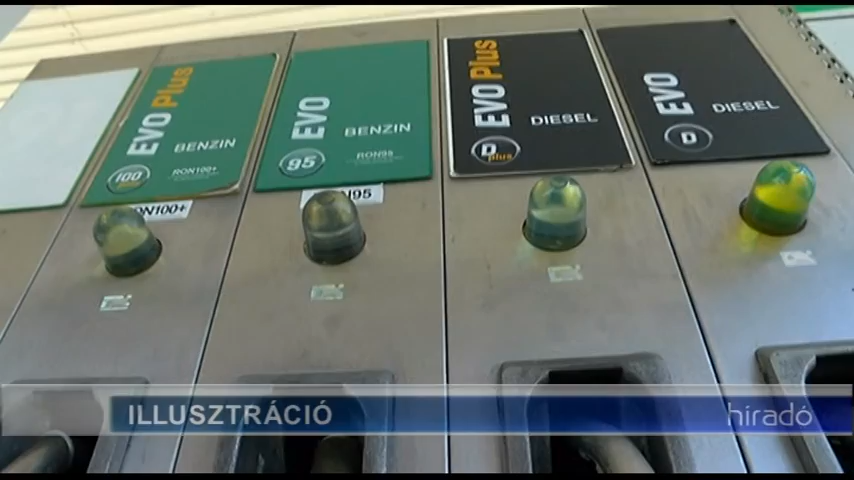 EVO Plus
BENZIN
100 plus
RON100+
RON100+
EVO
BENZIN
95
RON95
RON95
EVO Plus
DIESEL
D plus
EVO
DIESEL
D
ILLUSZTRÁCIÓ
híradó